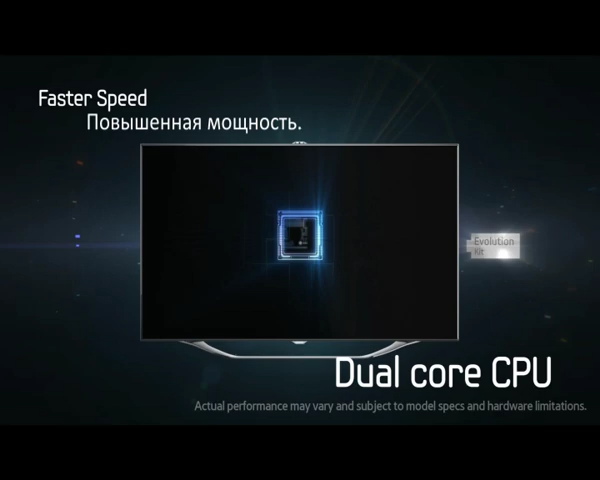 Faster Speed
Повышенная мощность.
Evolution
Kit
Dual core CPU
Actual performance may vary and subject to model specs and hardware limitations.